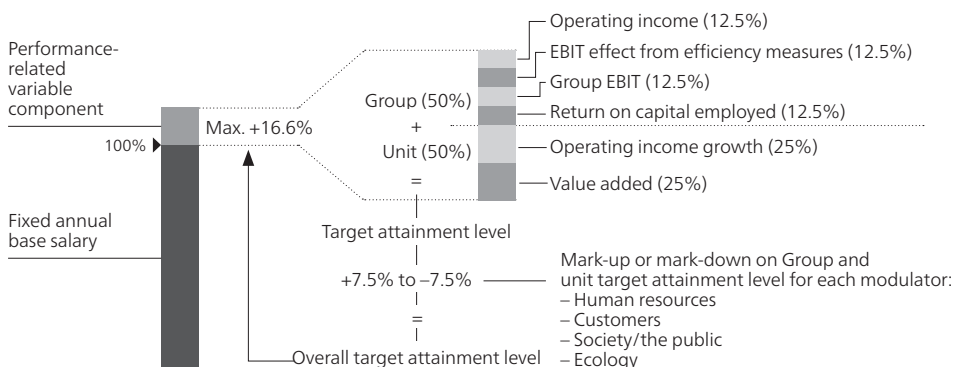 Performance-
related
variable
component
100%
Fixed annual
base salary
Max. +16.6%
Group (50%)
+
Unit (50%)
=
Target attainment level
+7.5% to –7.5%
=
Overall target attainment level
Operating income (12.5%)
EBIT effect from efficiency measures (12.5%)
Group EBIT (12.5%)
Return on capital employed (12.5%)
Operating income growth (25%)
Value added (25%)
Mark-up or mark-down on Group and
unit target attainment level for each modulator:
– Human resources
– Customers
– Society/the public
– Ecology